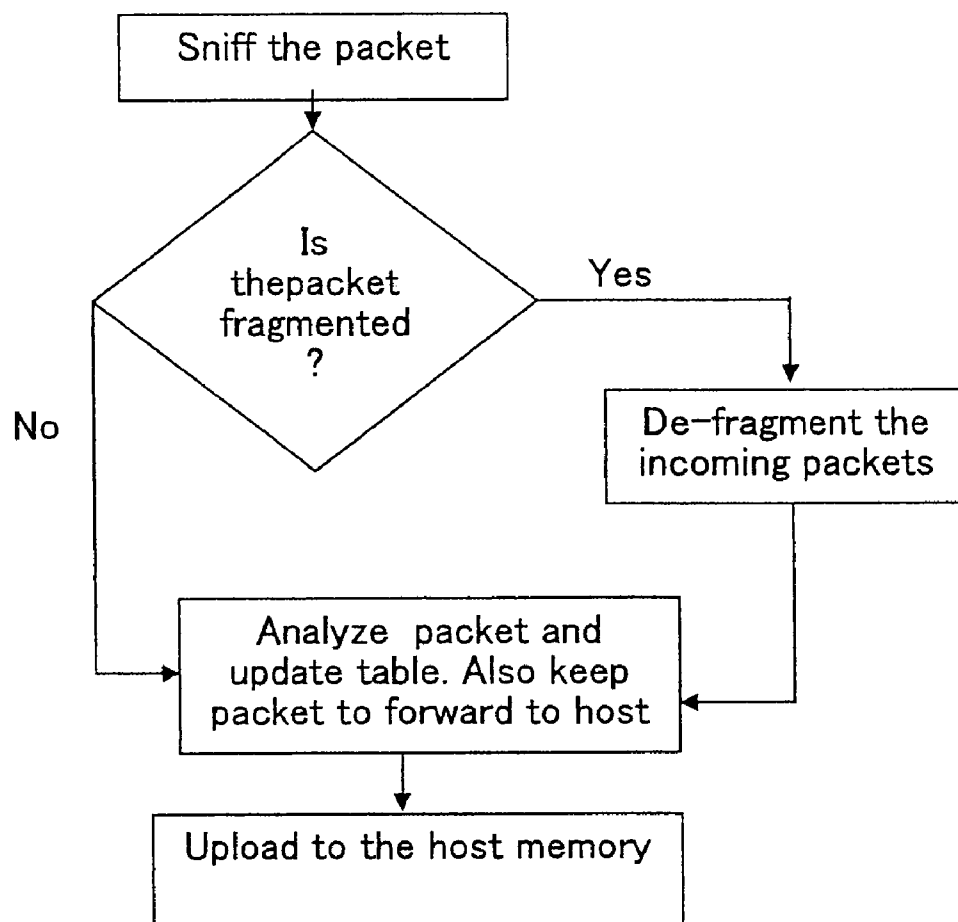 Sniff the packet
Is
thepacket
fragmented
?
Yes
No
De-fragment the
incoming packets
Analyze packet and
update table. Also keep
packet to forward to host
Upload to the host memory